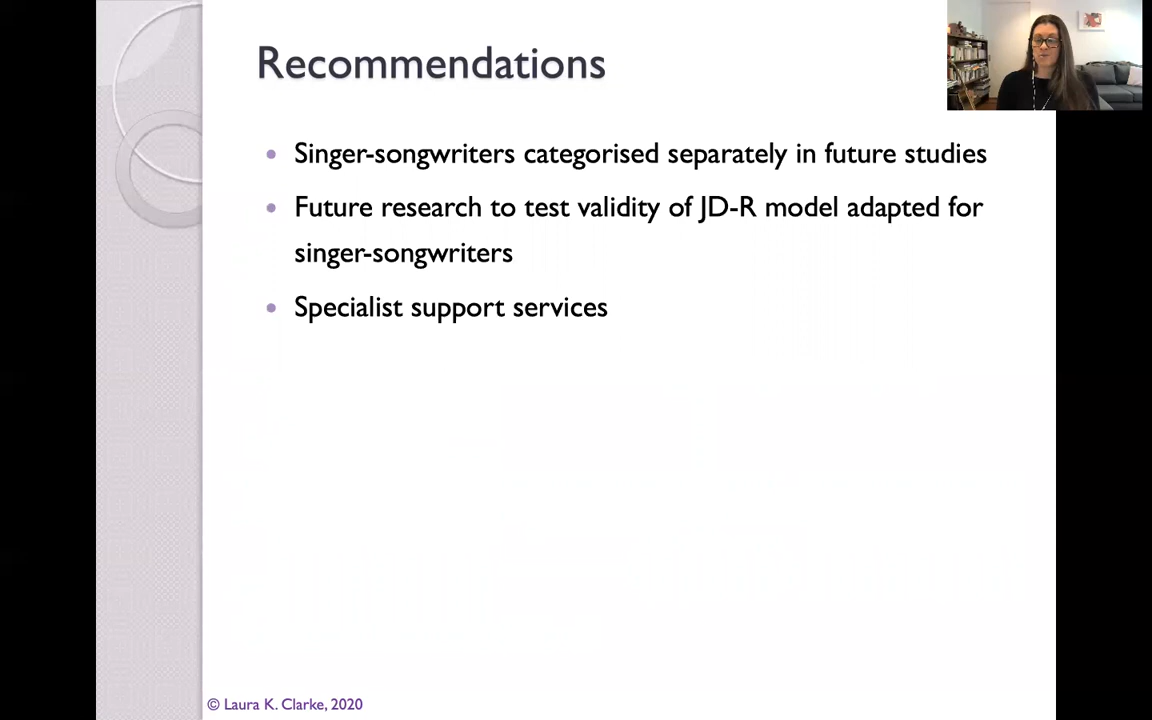 Recommendations
• Singer-songwriters categorised separately in future studies
• Future research to test validity of JD-R model adapted for
singer-songwriters
• Specialist support services
© Laura K. Clarke, 2020